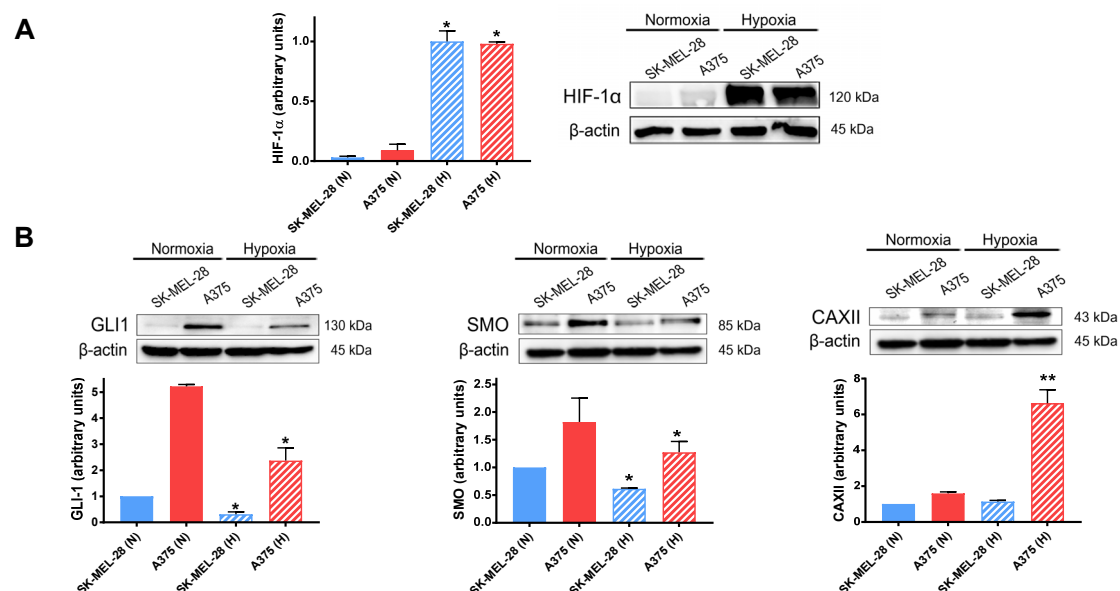 A
HIF-1α (arbitrary units)
1.0
0.5
0.0
SK-MEL-28 (N)
A375 (N)
SK-MEL-28 (H)
A375 (H)
*
*
Normoxia Hypoxia
SK-MEL-28
A375
SK-MEL-28
A375
HIF-1α 120 kDa
β-actin 45 kDa
B
Normoxia Hypoxia
SK-MEL-28
A375
SK-MEL-28
A375
GLI1 130 kDa
β-actin 45 kDa
GLI-1 (arbitrary units)
5
4
3
2
1
0
*
*
SK-MEL-28 (N)
A375 (N)
SK-MEL-28 (H)
A375 (H)
Normoxia Hypoxia
SK-MEL-28
A375
SK-MEL-28
A375
SMO 85 kDa
β-actin 45 kDa
SMO (arbitrary units)
2.5
2.0
1.5
1.0
0.5
0.0
*
*
SK-MEL-28 (N)
A375 (N)
SK-MEL-28 (H)
A375 (H)
Normoxia Hypoxia
SK-MEL-28
A375
SK-MEL-28
A375
CAXII 43 kDa
β-actin 45 kDa
CAXII (arbitrary units)
8
6
4
2
0
**
SK-MEL-28 (N)
A375 (N)
SK-MEL-28 (H)
A375 (H)